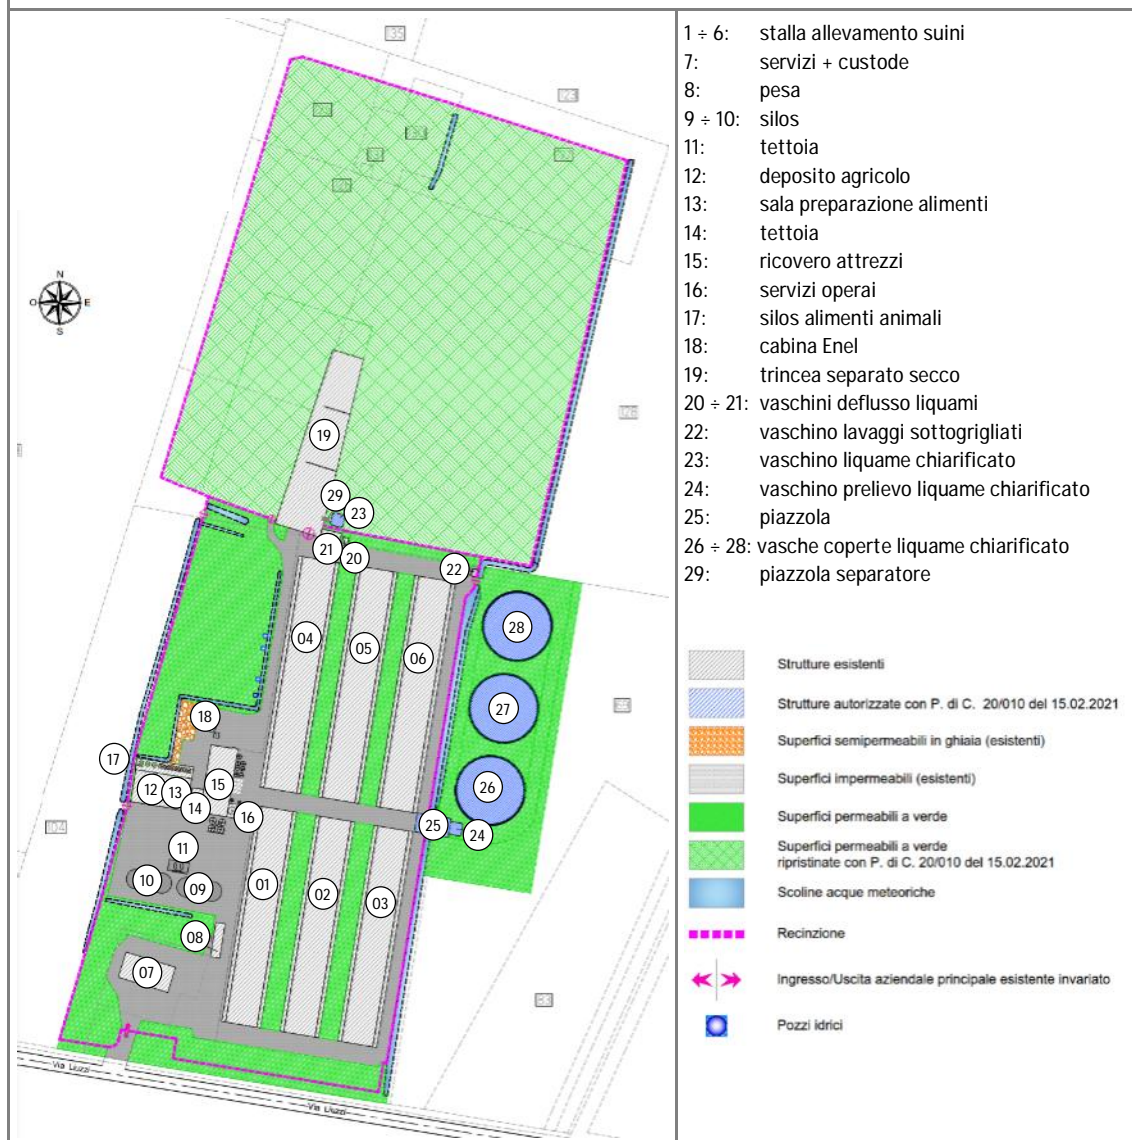 1 ÷ 6: stalla allevamento suini
7: servizi + custode
8: pesa
9 ÷ 10: silos
11: tettoia
12: deposito agricolo
13: sala preparazione alimenti
14: tettoia
15: ricovero attrezzi
16: servizi operai
17: silos alimenti animali
18: cabina Enel
19: trincea separato secco
20 ÷ 21: vaschini deflusso liquami
22: vaschino lavaggi sottogrigliati
23: vaschino liquame chiarificato
24: vaschino prelievo liquame chiarificato
25: piazzola
26 ÷ 28: vasche coperte liquame chiarificato
29: piazzola separatore
Strutture esistenti
Strutture autorizzate con P. di C. 20/010 del 15.02.2021
Superfici semipermeabili in ghiaia (esistenti)
Superfici impermeabili (esistenti)
Superfici permeabili a verde
Superfici permeabili a verde
ripristinate con P. di C. 20/010 del 15.02.2021
Scoline acque meteoriche
Recinzione
Ingresso/Uscita aziendale principale esistente invariato
Pozzi idrici
N
O
E
S
19
29
23
21
20
22
28
04
05
06
27
18
17
12
13
15
14
16
26
25
24
11
10
09
01
02
03
08
07
104
Via Liuzzi
Via Liuzzi